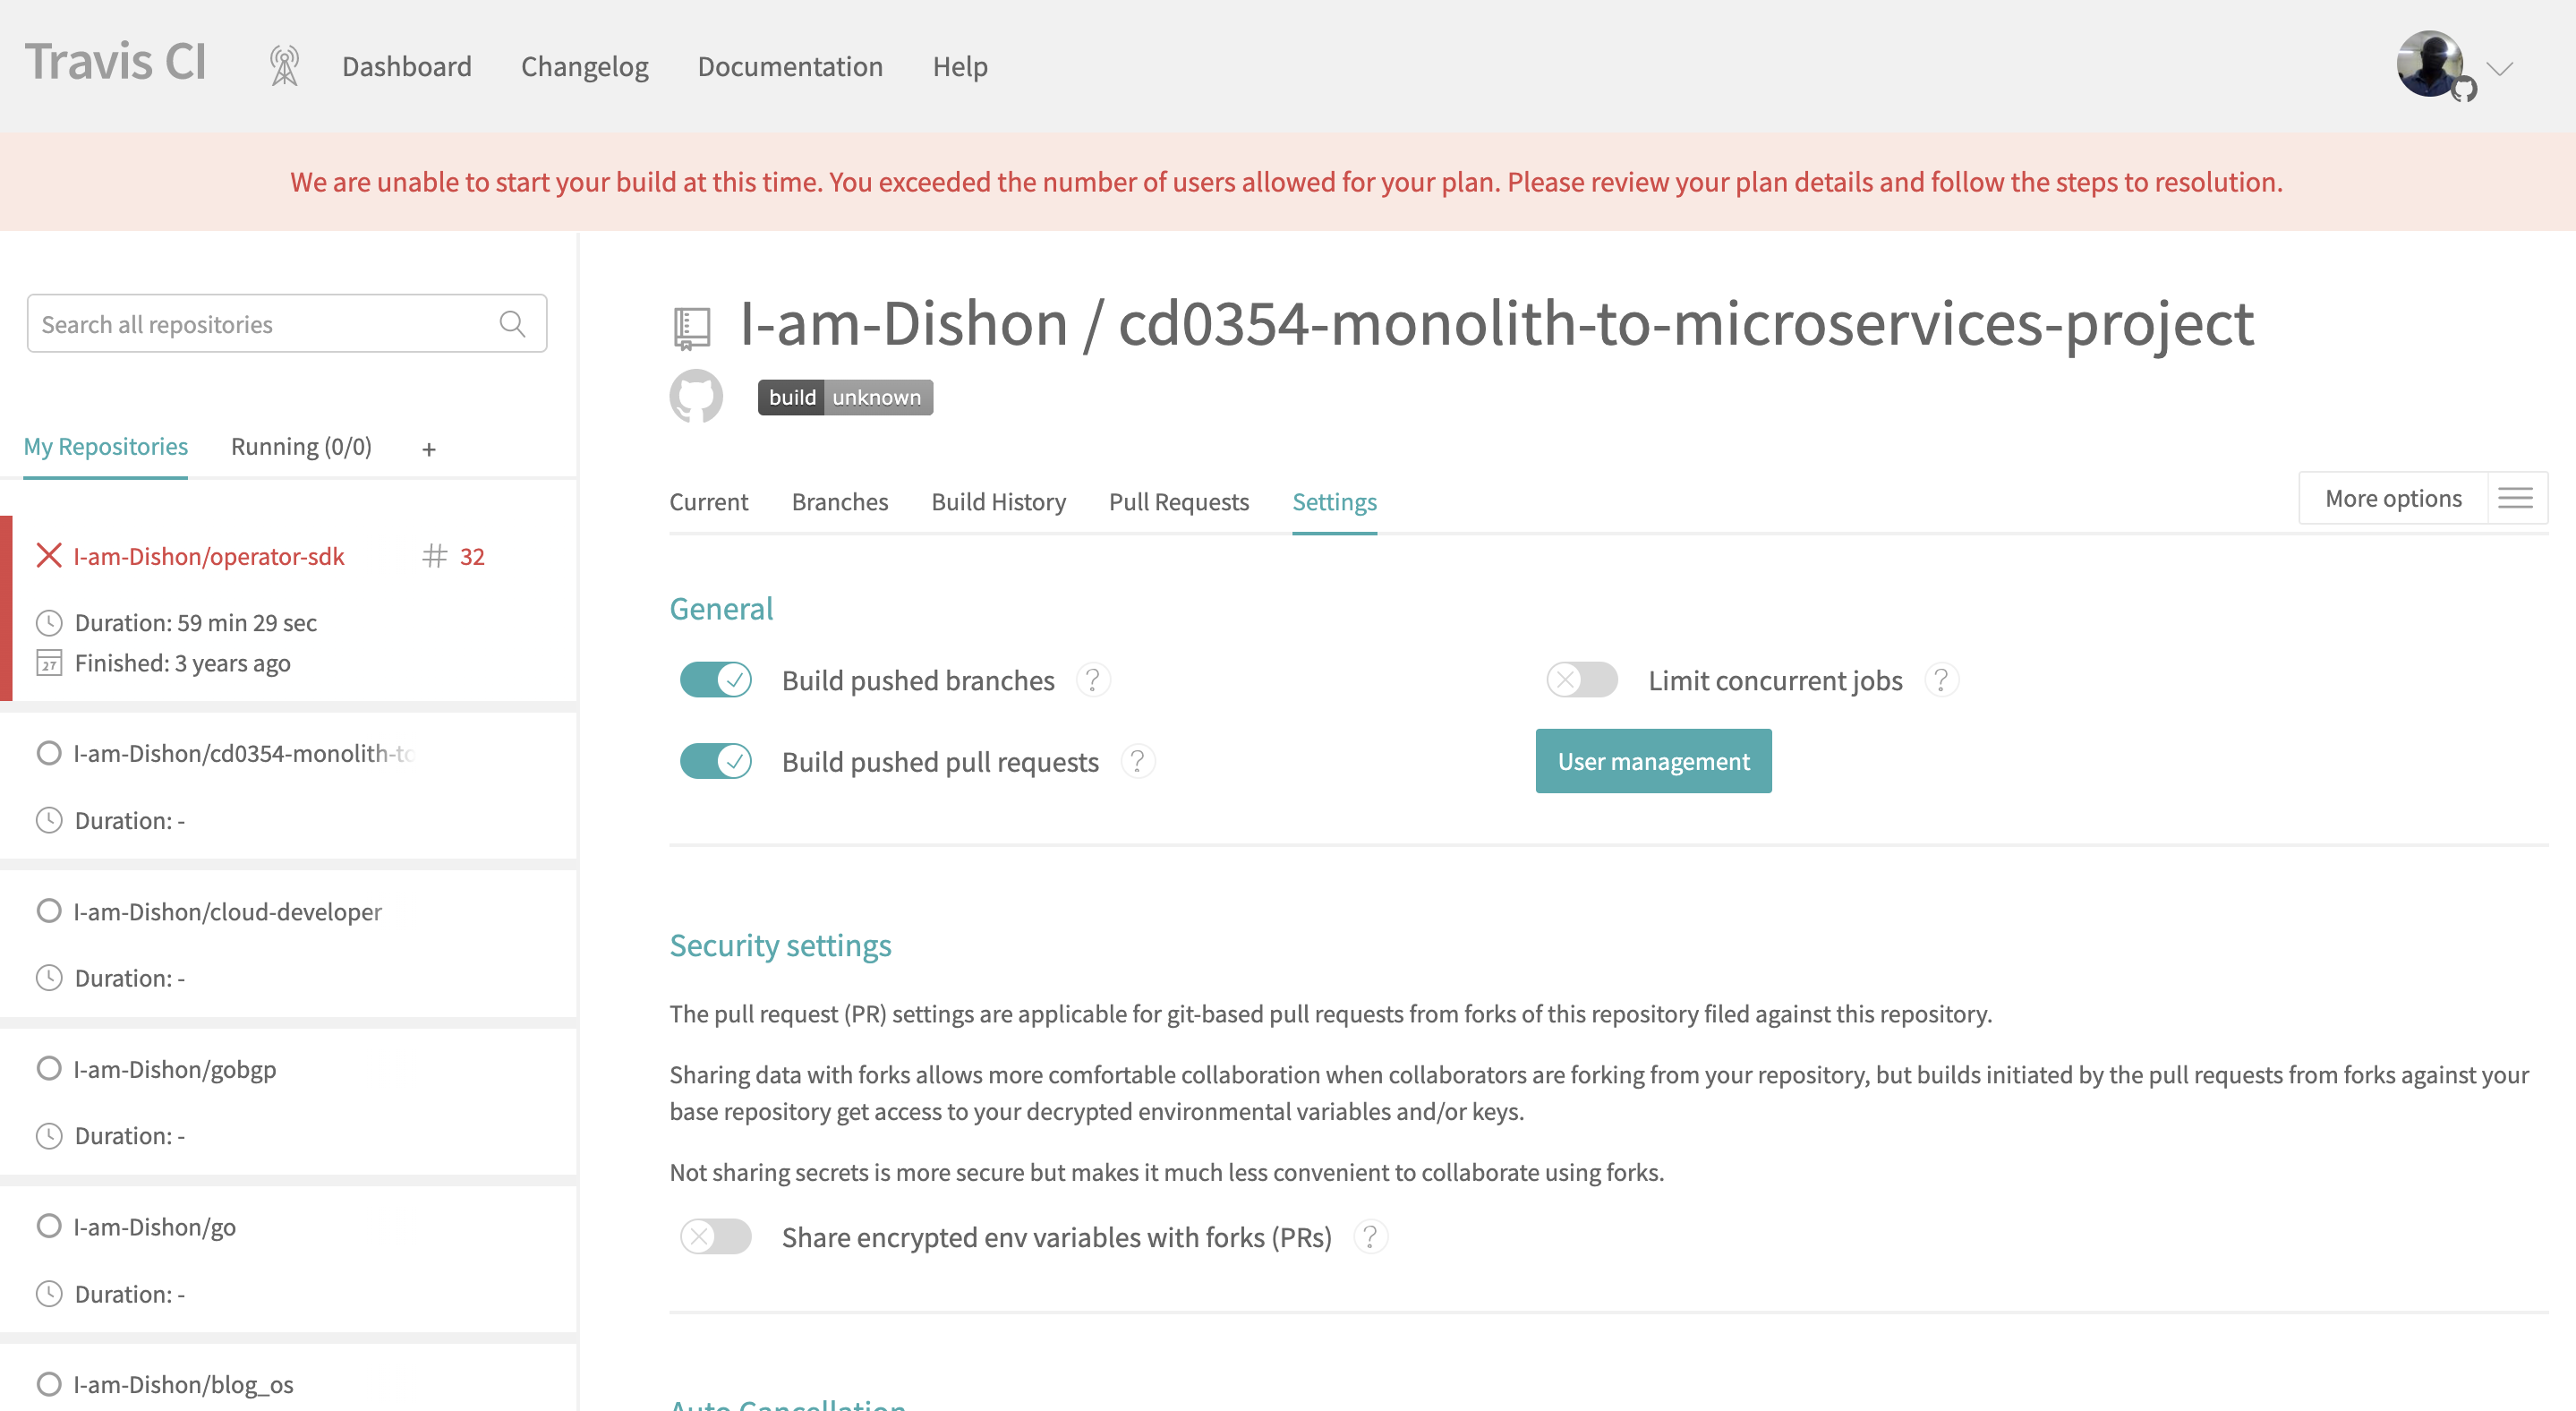 Travis CI
Dashboard
Changelog
Documentation
Help
We are unable to start your build at this time. You exceeded the number of users allowed for your plan. Please review your plan details and follow the steps to resolution.
Search all repositories
My Repositories
Running (0/0)
+
I-am-Dishon/operator-sdk
# 32
Duration: 59 min 29 sec
27
Finished: 3 years ago
I-am-Dishon/cd0354-monolith-to
Duration: -
I-am-Dishon/cloud-developer
Duration: -
I-am-Dishon/gobgp
Duration: -
I-am-Dishon/go
Duration: -
I-am-Dishon/blog_os
I-am-Dishon / cd0354-monolith-to-microservices-project
build unknown
Current
Branches
Build History
Pull Requests
Settings
More options
General
Build pushed branches ?
Limit concurrent jobs ?
Build pushed pull requests ?
User management
Security settings
The pull request (PR) settings are applicable for git-based pull requests from forks of this repository filed against this repository.
Sharing data with forks allows more comfortable collaboration when collaborators are forking from your repository, but builds initiated by the pull requests from forks against your
base repository get access to your decrypted environmental variables and/or keys.
Not sharing secrets is more secure but makes it much less convenient to collaborate using forks.
Share encrypted env variables with forks (PRs) ?
Auto Cancellation